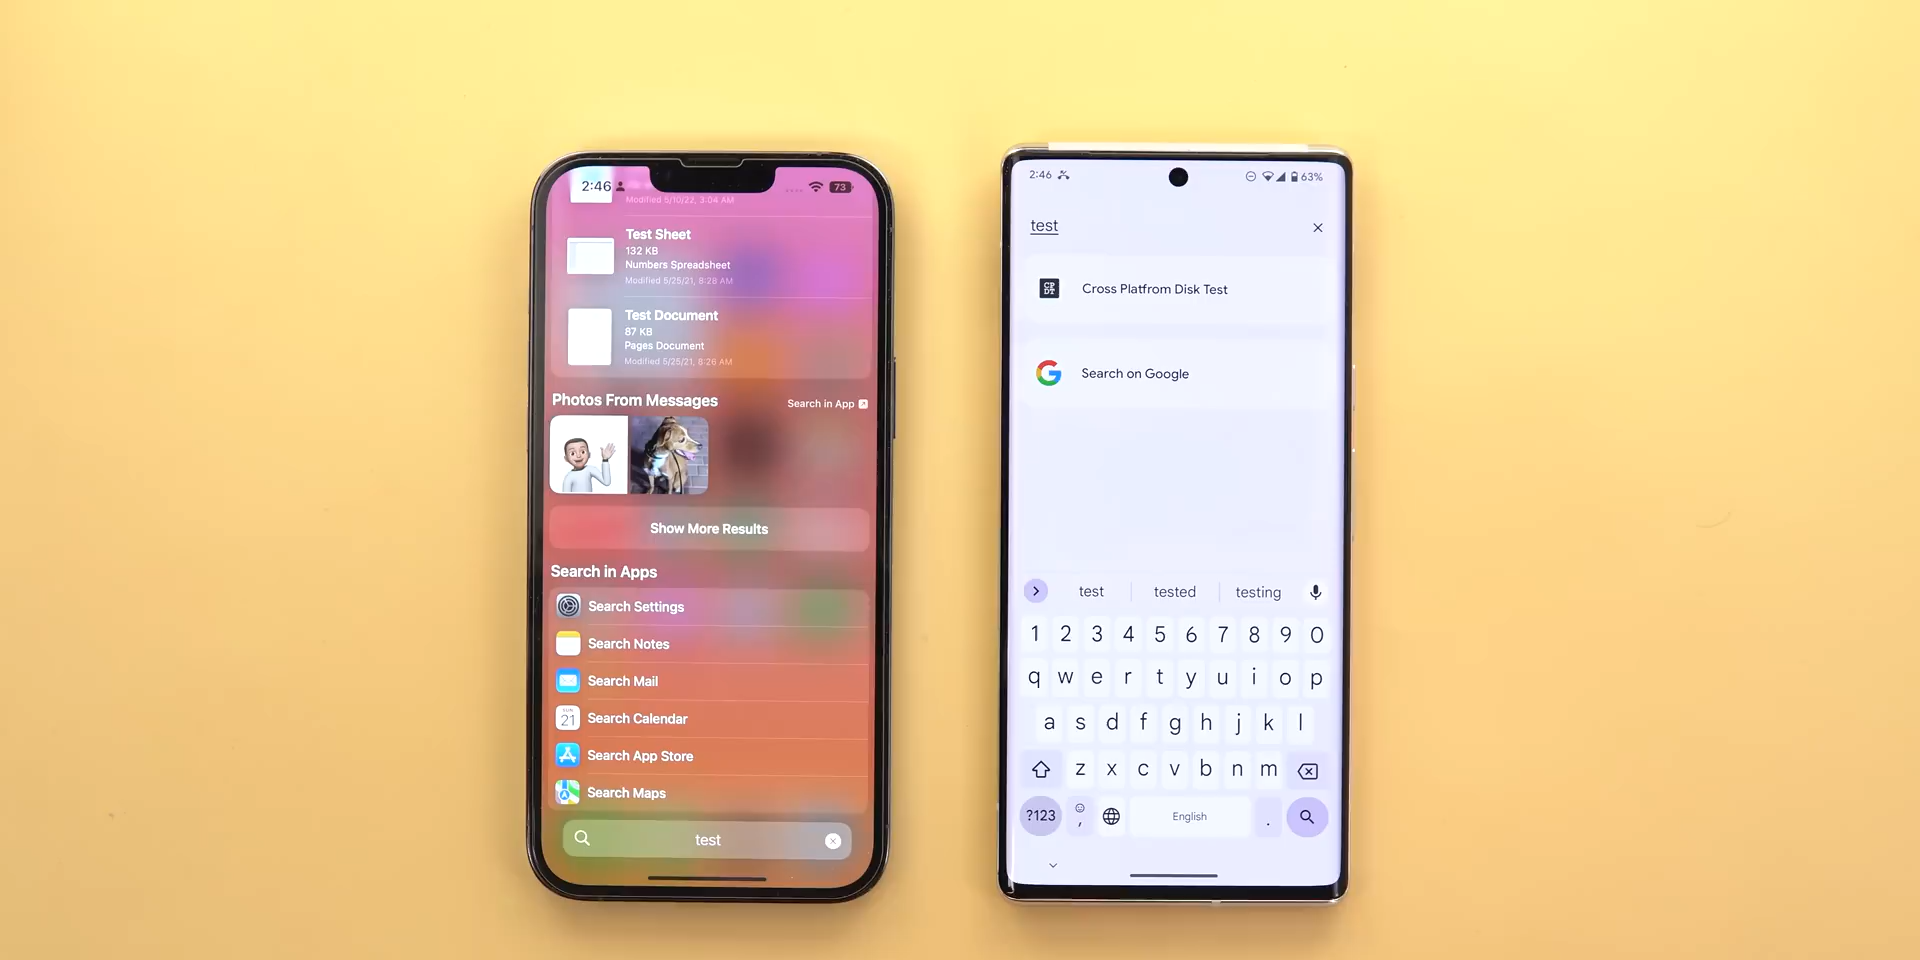 2:46
73
Modified 5/10/22, 3:04 AM
Test Sheet
132 KB
Numbers Spreadsheet
Modified 5/25/21, 8:28 AM
Test Document
87 KB
Pages Document
Modified 5/25/21, 8:26 AM
Photos From Messages
Search in App
Show More Results
Search in Apps
Search Settings
Search Notes
Search Mail
SUN
21
Search Calendar
Search App Store
Search Maps
test
2:46
63%
test
CP
DT
Cross Platfrom Disk Test
G
Search on Google
test tested testing
1 2 3 4 5 6 7 8 9 0
q w e r t y u i o p
a s d f g h j k l
z x c v b n m
?123 , English .